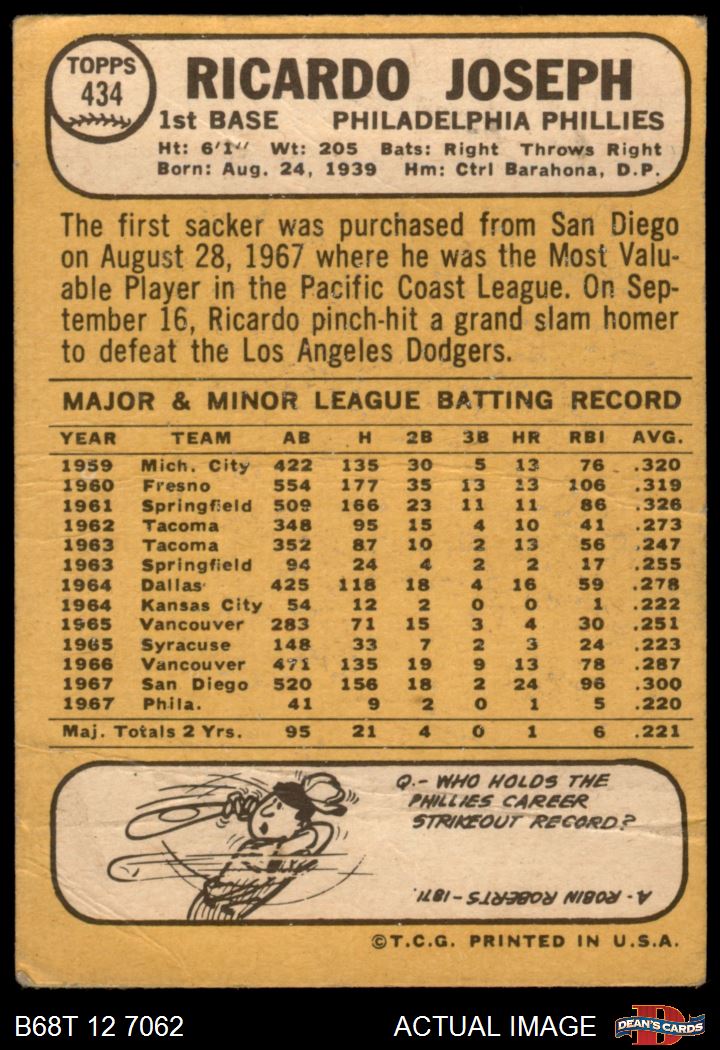 TOPPS
434
RICARDO JOSEPH
1st BASE PHILADELPHIA PHILLIES
Ht: 6'1" Wt: 205 Bats: Right Throws Right
Born: Aug. 24, 1939 Hm: Ctrl Barahona, D.P.
The first sacker was purchased from San Diego
on August 28, 1967 where he was the Most Valu-
able Player in the Pacific Coast League. On Sep-
tember 16, Ricardo pinch-hit a grand slam homer
to defeat the Los Angeles Dodgers.
MAJOR & MINOR LEAGUE BATTING RECORD
YEAR TEAM AB H 2B 3B HR RBI AVG.
1959 Mich. City 422 135 30 5 13 76 .320
1960 Fresno 554 177 35 13 13 106 .319
1961 Springfield 509 166 23 11 11 86 .326
1962 Tacoma 348 95 15 4 10 41 .273
1963 Tacoma 352 87 10 2 13 56 .247
1963 Springfield 94 24 4 2 2 17 .255
1964 Dallas 425 118 18 4 16 59 .278
1964 Kansas City 54 12 2 0 0 1 .222
1965 Vancouver 283 71 15 3 4 30 .251
1965 Syracuse 148 33 7 2 3 24 .223
1966 Vancouver 471 135 19 9 13 78 .287
1967 San Diego 520 156 18 2 24 96 .300
1967 Phila. 41 9 2 0 1 5 .220
Maj. Totals 2 Yrs. 95 21 4 0 1 6 .221
Q.- WHO HOLDS THE
PHILLIES CAREER
STRIKEOUT RECORD?
A - ROBIN ROBERTS - 1871.
©T.C.G. PRINTED IN U.S.A.
B68T 12 7062 ACTUAL IMAGE DEAN'S CARDS